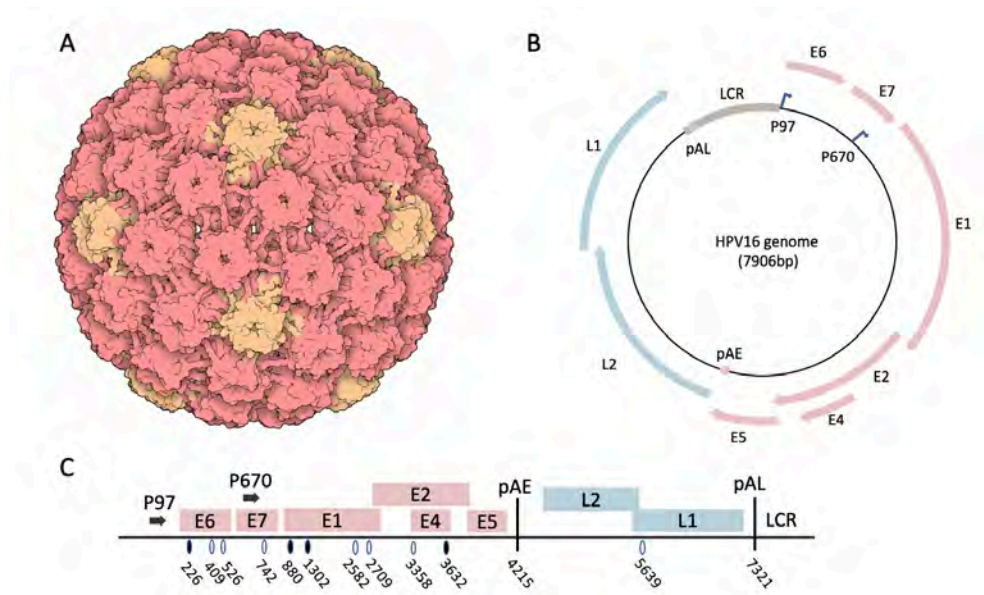 A
B
E6
E7
LCR
P97
pAL
P670
L1
E1
HPV16 genome
(7906bp)
pAE
L2
E2
E4
E5
C
P97
P670
E6
E7
E1
E2
E4
E5
pAE
L2
L1
pAL
LCR
226
409
526
742
880
1302
2582
2709
3358
3632
4215
5639
7321